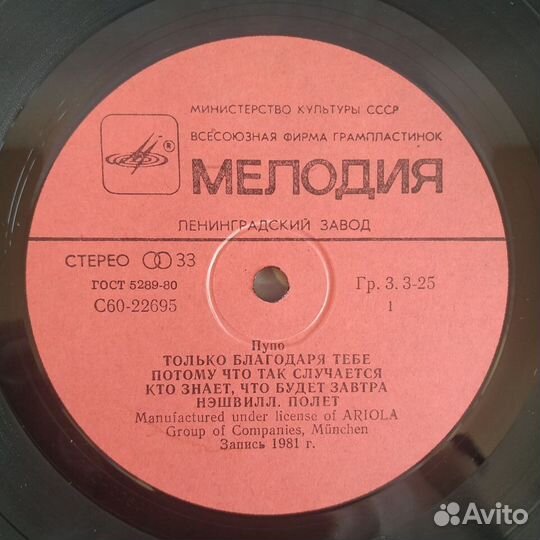 МИНИСТЕРСТВО КУЛЬТУРЫ СССР
ВСЕСОЮЗНАЯ ФИРМА ГРАМПЛАСТИНОК
®
МЕЛОДИЯ
ЛЕНИНГРАДСКИЙ ЗАВОД
СТЕРЕО 33
ГОСТ 5289-80
С60-22695
Гр. 3. 3-25
1
Пупо
ТОЛЬКО БЛАГОДАРЯ ТЕБЕ
ПОТОМУ ЧТО ТАК СЛУЧАЕТСЯ
КТО ЗНАЕТ, ЧТО БУДЕТ ЗАВТРА
НЭШВИЛЛ. ПОЛЕТ
Manufactured under license of ARIOLA
Group of Companies, München
Запись 1981 г.
Avito